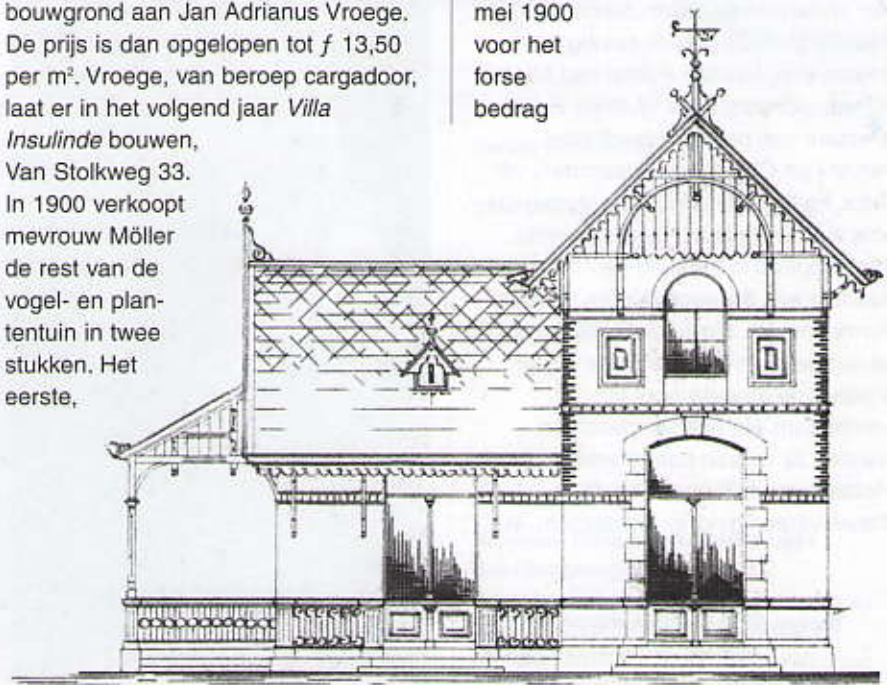 bouwgrond aan Jan Adrianus Vroege.
De prijs is dan opgelopen tot ƒ 13,50
per m². Vroege, van beroep cargadoor,
laat er in het volgend jaar Villa
Insulinde bouwen,
Van Stolkweg 33.
In 1900 verkoopt
mevrouw Möller
de rest van de
vogel- en plan-
tentuin in twee
stukken. Het
eerste,
mei 1900
voor het
forse
bedrag